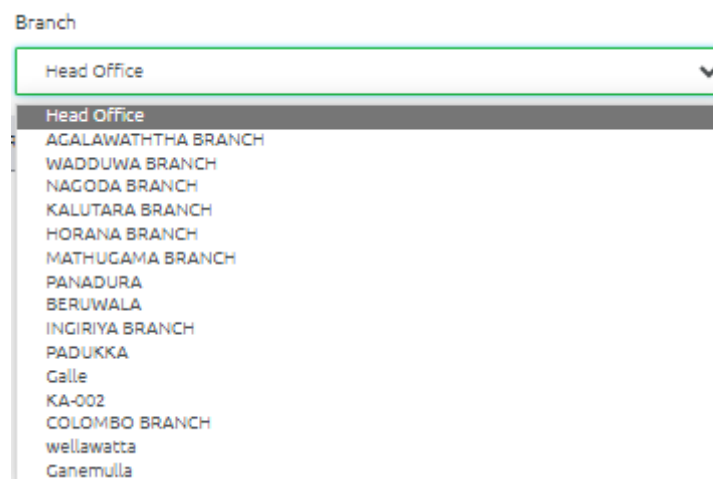 Branch
Head Office
Head Office
AGALAWATHTHA BRANCH
WADDUWA BRANCH
NAGODA BRANCH
KALUTARA BRANCH
HORANA BRANCH
MATHUGAMA BRANCH
PANADURA
BERUWALA
INGIRIYA BRANCH
PADUKKA
Galle
KA-002
COLOMBO BRANCH
wellawatta
Ganemulla